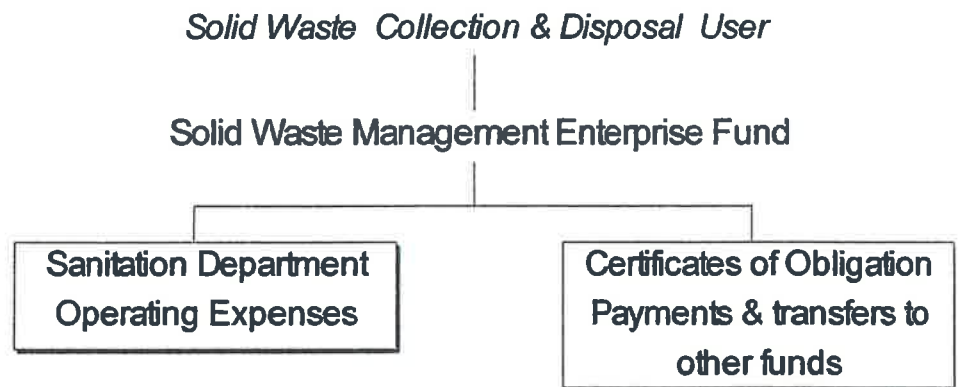 Solid Waste Collection & Disposal User
Solid Waste Management Enterprise Fund
Sanitation Department
Operating Expenses
Certificates of Obligation
Payments & transfers to
other funds